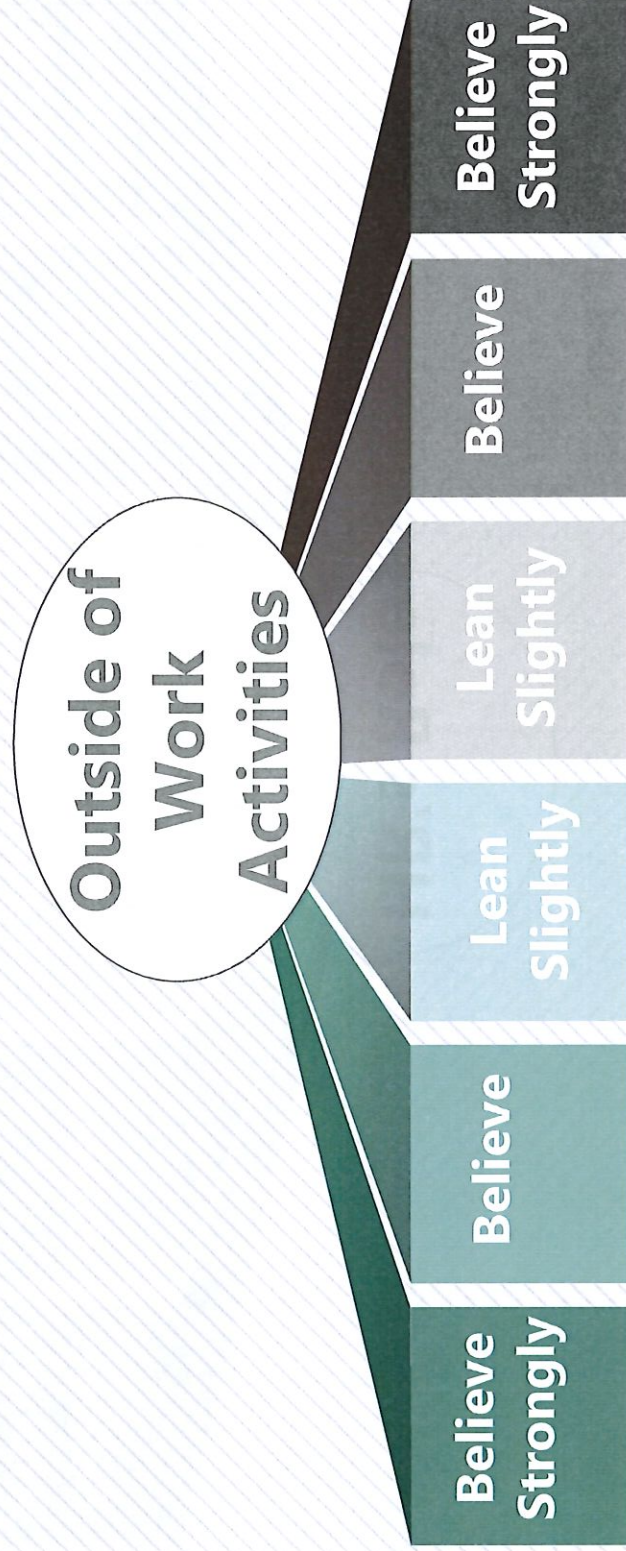 Outside of
Work
Activities
Believe
Strongly
Believe
Lean
Slightly
Lean
Slightly
Believe
Believe
Strongly